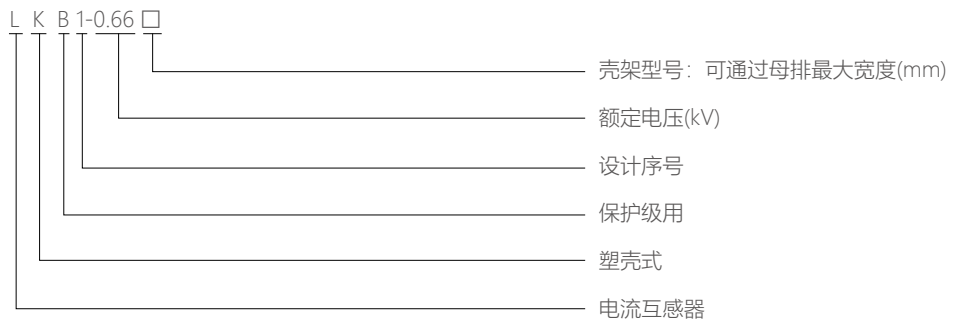 L K B 1-0.66 □
壳架型号：可通过母排最大宽度(mm)
额定电压(kV)
设计序号
保护级用
塑壳式
电流互感器